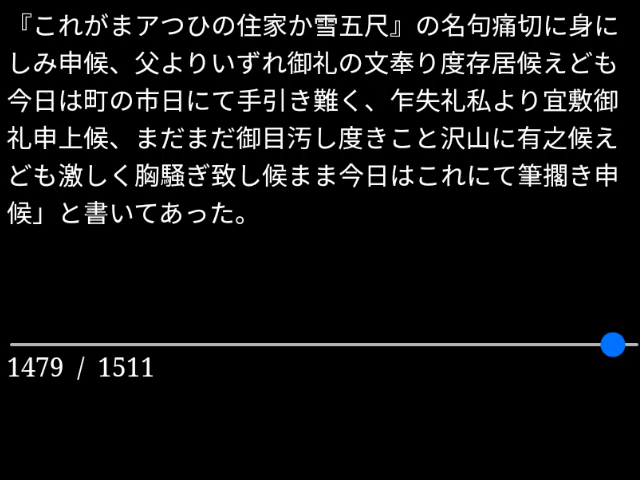 『これがまアつひの住家か雪五尺』の名句痛切に身に
しみ申候、父よりいずれ御礼の文奉り度存居候えども
今日は町の市日にて手引き難く、乍失礼私より宜敷御
礼申上候、まだまだ御目汚し度きこと沢山に有之候え
ども激しく胸騒ぎ致し候まま今日はこれにて筆擱き申
候」と書いてあった。
1479 / 1511